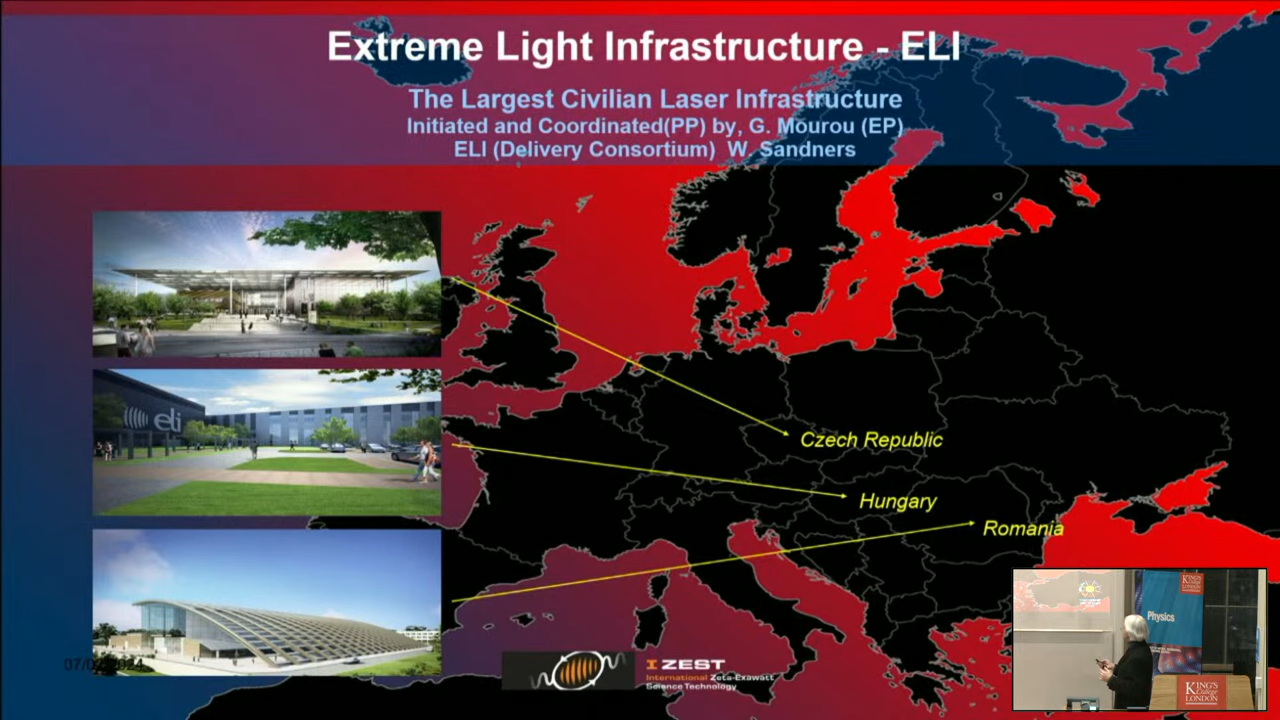 Extreme Light Infrastructure - ELI
The Largest Civilian Laser Infrastructure
Initiated and Coordinated(PP) by, G. Mourou (EP)
ELI (Delivery Consortium) W. Sandners
eli
Czech Republic
Hungary
Romania
IZEST
International Zeta-Exawatt
Science Technology
KING'S
College
LONDON
Physics
KING'S
College
LONDON